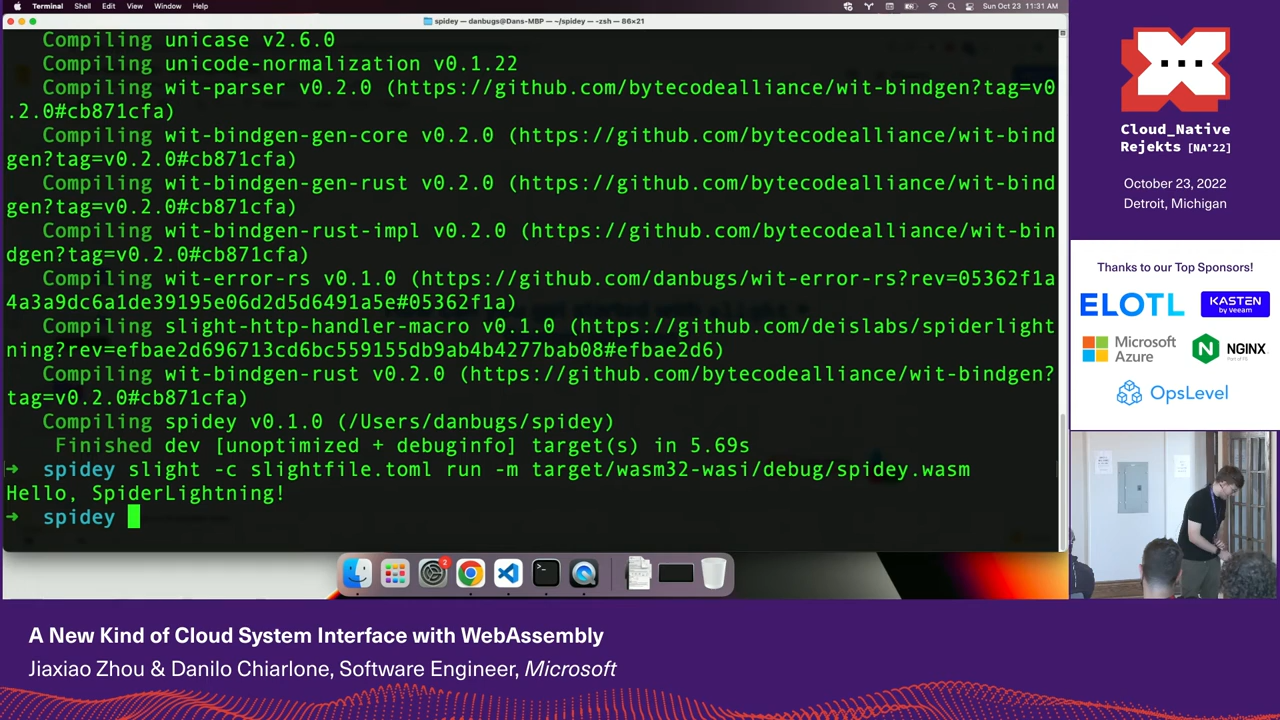 Terminal Shell Edit View Window Help
Sun Oct 23 11:31 AM
spidey — danbugs@Dans-MBP — ~/spidey — -zsh — 86×21
Compiling unicase v2.6.0
Compiling unicode-normalization v0.1.22
Compiling wit-parser v0.2.0 (https://github.com/bytecodealliance/wit-bindgen?tag=v0
.2.0#cb871cfa)
Compiling wit-bindgen-gen-core v0.2.0 (https://github.com/bytecodealliance/wit-bind
gen?tag=v0.2.0#cb871cfa)
Compiling wit-bindgen-gen-rust v0.2.0 (https://github.com/bytecodealliance/wit-bind
gen?tag=v0.2.0#cb871cfa)
Compiling wit-bindgen-rust-impl v0.2.0 (https://github.com/bytecodealliance/wit-bin
dgen?tag=v0.2.0#cb871cfa)
Compiling wit-error-rs v0.1.0 (https://github.com/danbugs/wit-error-rs?rev=05362f1a
4a3a9dc6a1de39195e06d2d5d6491a5e#05362f1a)
Compiling slight-http-handler-macro v0.1.0 (https://github.com/deislabs/spiderlight
ning?rev=efbae2d696713cd6bc559155db9ab4b4277bab08#efbae2d6)
Compiling wit-bindgen-rust v0.2.0 (https://github.com/bytecodealliance/wit-bindgen?
tag=v0.2.0#cb871cfa)
Compiling spidey v0.1.0 (/Users/danbugs/spidey)
Finished dev [unoptimized + debuginfo] target(s) in 5.69s
➜ spidey slight -c slightfile.toml run -m target/wasm32-wasi/debug/spidey.wasm
Hello, SpiderLightning!
➜ spidey
2
Cloud_Native
Rejekts [NA'22]
October 23, 2022
Detroit, Michigan
Thanks to our Top Sponsors!
ELOTL
KASTEN
by Veeam
Microsoft
Azure
NGINX
Part of F5
OpsLevel
A New Kind of Cloud System Interface with WebAssembly
Jiaxiao Zhou & Danilo Chiarlone, Software Engineer, Microsoft